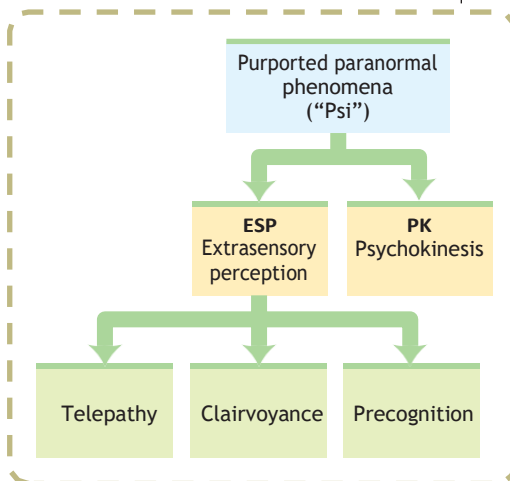 Purported paranormal
phenomena
(“Psi”)
ESP
Extrasensory
perception
PK
Psychokinesis
Telepathy
Clairvoyance
Precognition